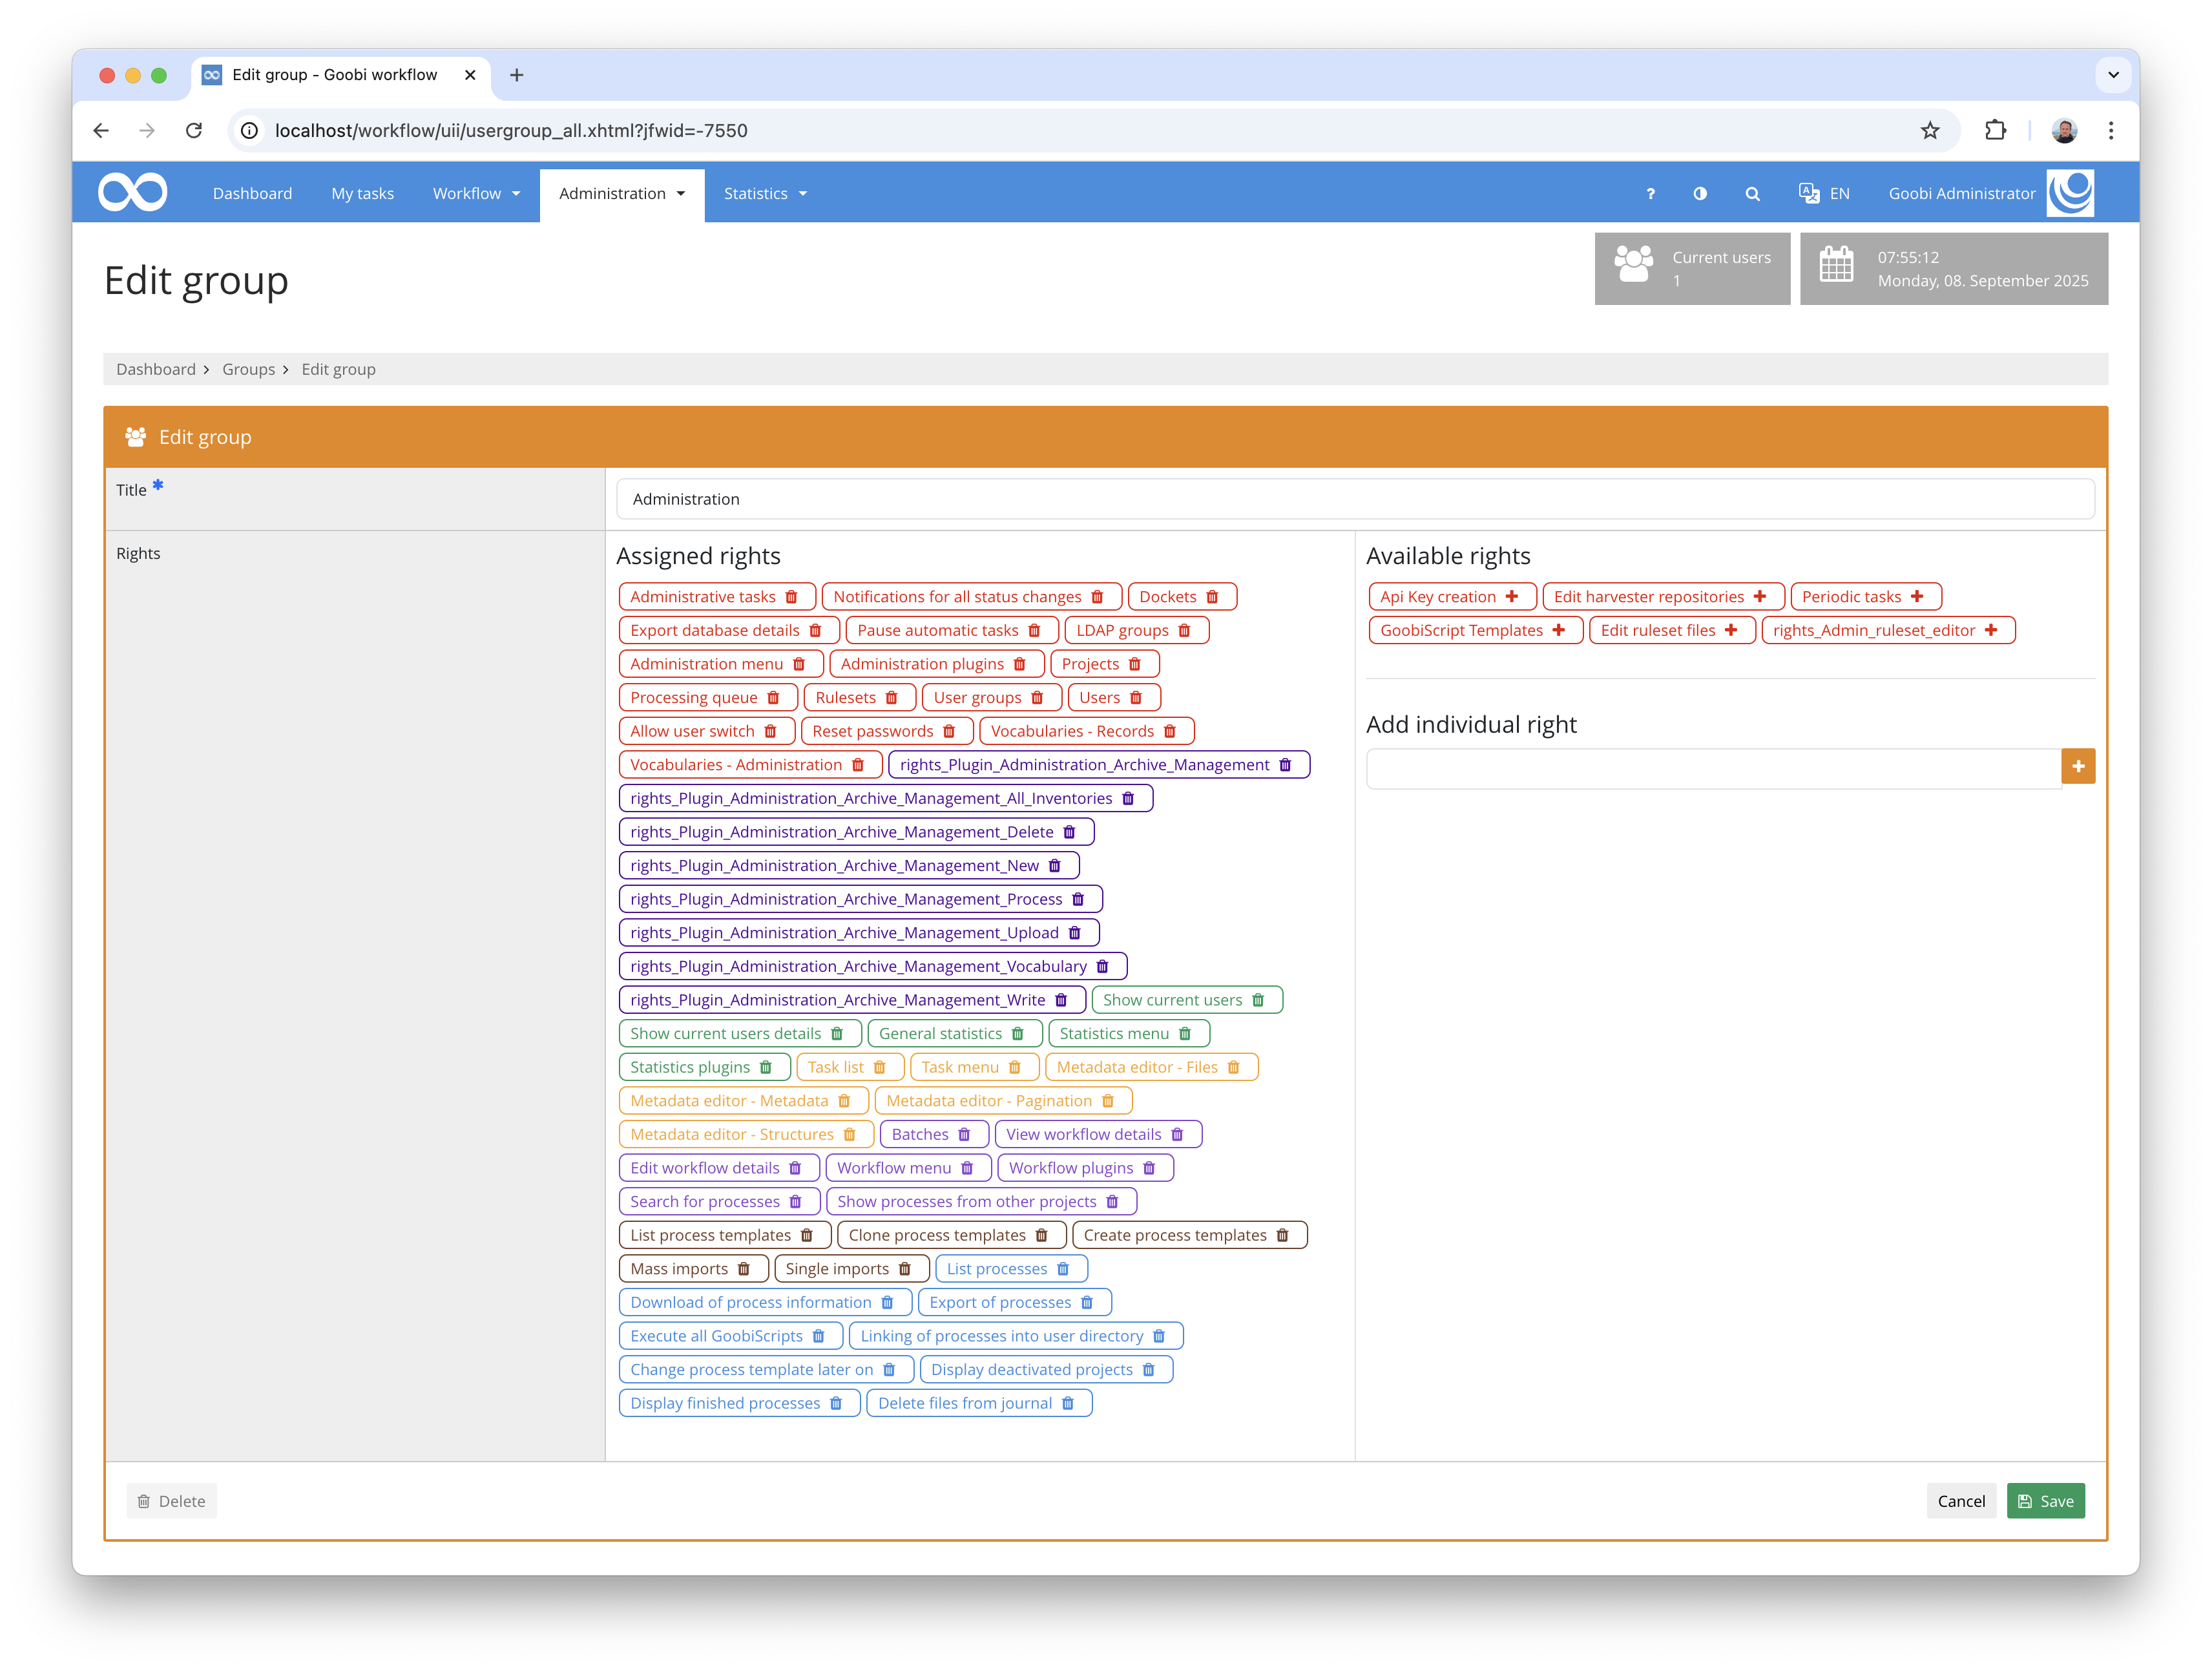 Edit group - Goobi workflow
localhost/workflow/uii/usergroup_all.xhtml?jfwid=-7550
Dashboard My tasks Workflow Administration Statistics ? EN Goobi Administrator
Edit group
Current users
1
07:55:12
Monday, 08. September 2025
Dashboard > Groups > Edit group
Edit group
Title *
Administration
Rights
Assigned rights
Administrative tasks Notifications for all status changes Dockets
Export database details Pause automatic tasks LDAP groups
Administration menu Administration plugins Projects
Processing queue Rulesets User groups Users
Allow user switch Reset passwords Vocabularies - Records
Vocabularies - Administration rights_Plugin_Administration_Archive_Management
rights_Plugin_Administration_Archive_Management_All_Inventories
rights_Plugin_Administration_Archive_Management_Delete
rights_Plugin_Administration_Archive_Management_New
rights_Plugin_Administration_Archive_Management_Process
rights_Plugin_Administration_Archive_Management_Upload
rights_Plugin_Administration_Archive_Management_Vocabulary
rights_Plugin_Administration_Archive_Management_Write Show current users
Show current users details General statistics Statistics menu
Statistics plugins Task list Task menu Metadata editor - Files
Metadata editor - Metadata Metadata editor - Pagination
Metadata editor - Structures Batches View workflow details
Edit workflow details Workflow menu Workflow plugins
Search for processes Show processes from other projects
List process templates Clone process templates Create process templates
Mass imports Single imports List processes
Download of process information Export of processes
Execute all GoobiScripts Linking of processes into user directory
Change process template later on Display deactivated projects
Display finished processes Delete files from journal
Available rights
Api Key creation Edit harvester repositories Periodic tasks
GoobiScript Templates Edit ruleset files rights_Admin_ruleset_editor
Add individual right
Delete
Cancel Save